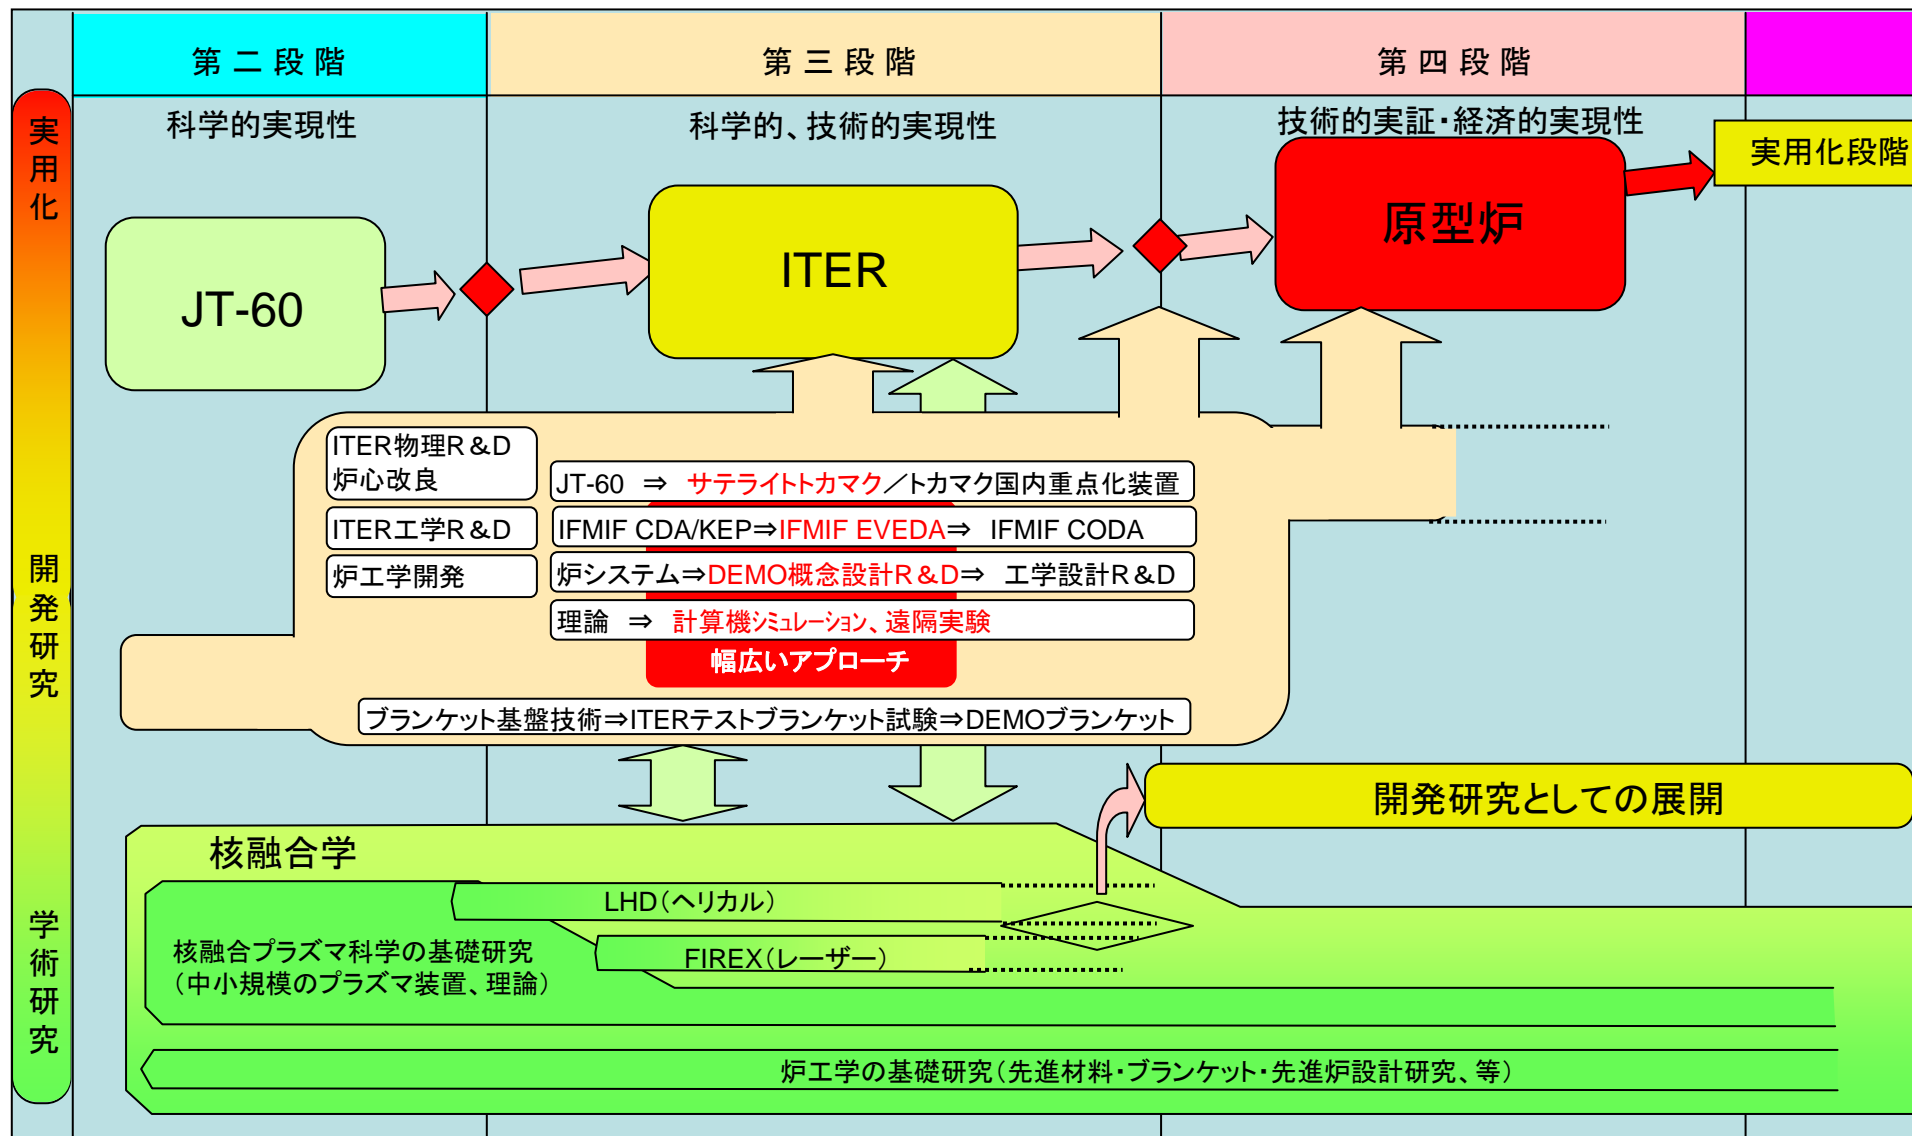 第二段階
第三段階
第四段階
科学的実現性
科学的、技術的実現性
技術的実証・経済的実現性
実用化
開発研究
学術研究
JT-60
ITER
原型炉
実用化段階
ITER物理R&D
炉心改良
ITER工学R&D
炉工学開発
JT-60 ⇒ サテライトトカマク／トカマク国内重点化装置
IFMIF CDA/KEP⇒IFMIF EVEDA⇒ IFMIF CODA
炉システム⇒DEMO概念設計R&D⇒ 工学設計R&D
理論 ⇒ 計算機シミュレーション、遠隔実験
幅広いアプローチ
ブランケット基盤技術⇒ITERテストブランケット試験⇒DEMOブランケット
開発研究としての展開
核融合学
LHD（ヘリカル）
FIREX（レーザー）
核融合プラズマ科学の基礎研究
（中小規模のプラズマ装置、理論）
炉工学の基礎研究（先進材料・ブランケット・先進炉設計研究、等）